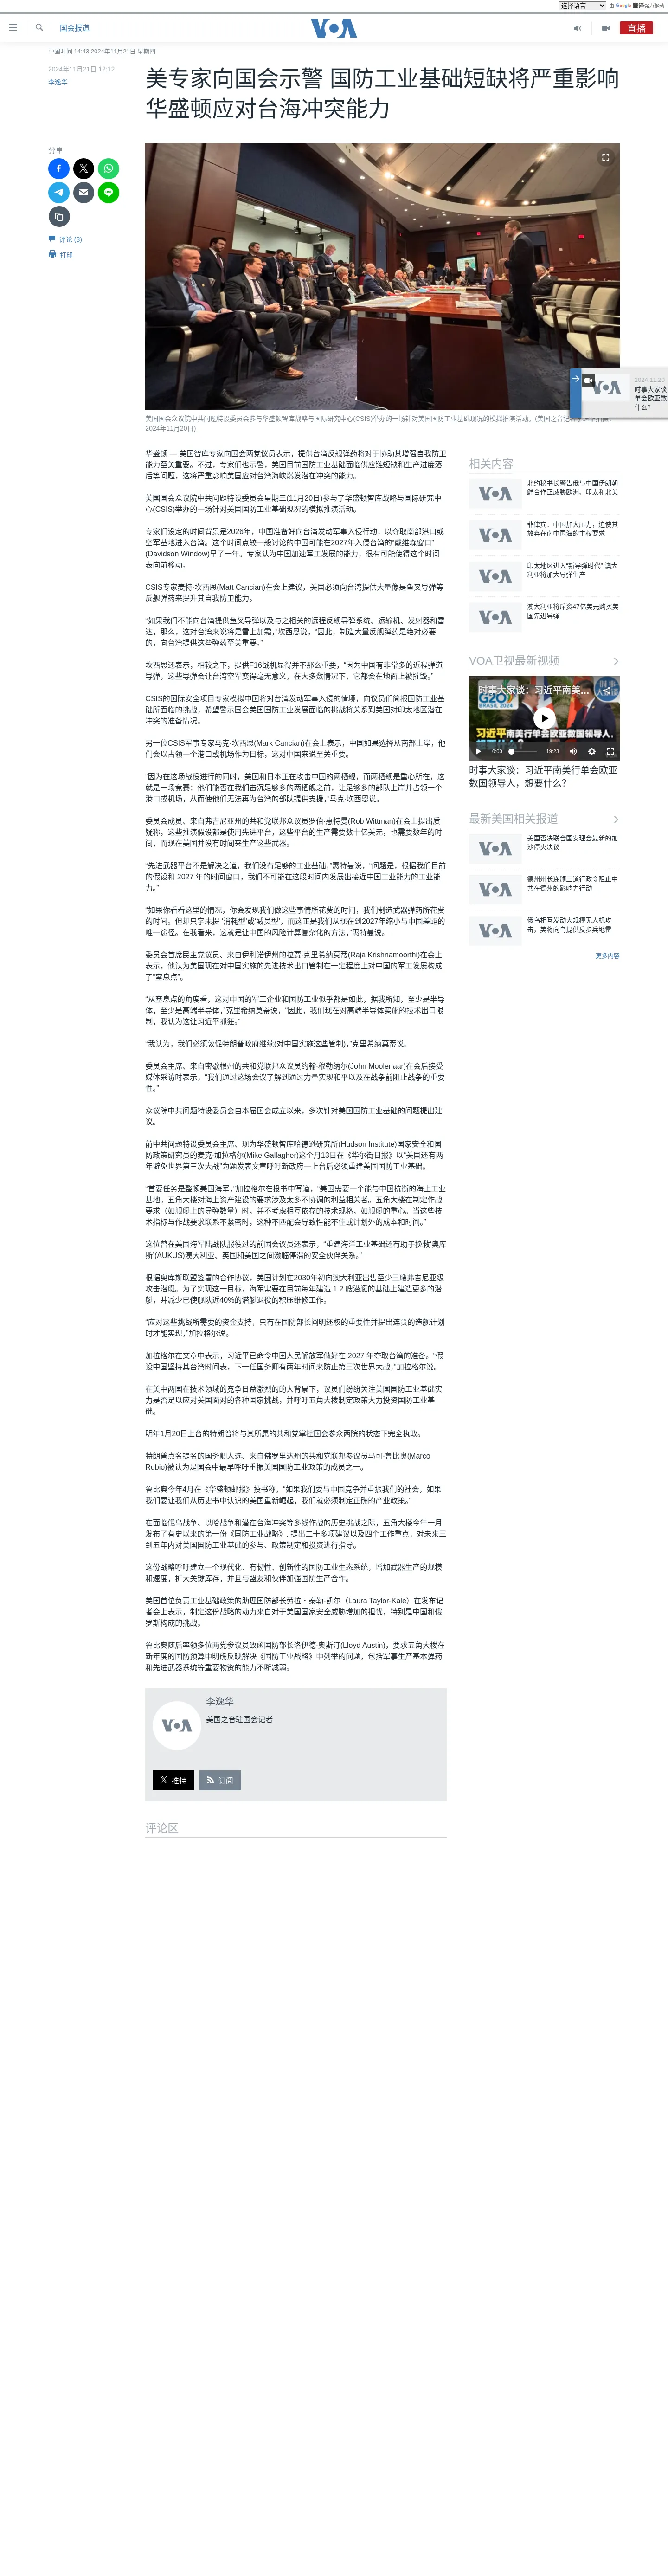 选择语言
由 Google 翻译强力驱动
国会报道
VOA
直播
中国时间 14:43 2024年11月21日 星期四
2024年11月21日 12:12
李逸华
美专家向国会示警 国防工业基础短缺将严重影响
华盛顿应对台海冲突能力
分享
评论 (3)
打印
2024.11.20
时事大家谈
单会欧亚数
什么?
美国国会众议院中共问题特设委员会参与华盛顿智库战略与国际研究中心(CSIS)举办的一场针对美国国防工业基础现况的模拟推演活动。(美国之音记者
2024年11月20日)
华盛顿 — 美国智库专家向国会两党议员表示，提供台湾反舰弹药将对于协助其增强自我防卫
能力至关重要。不过，专家们也示警，美国目前国防工业基础面临供应链短缺和生产进度落
后等问题，这将严重影响美国应对台湾海峡爆发潜在冲突的能力。
美国国会众议院中共问题特设委员会星期三(11月20日)参与了华盛顿智库战略与国际研究中
心(CSIS)举办的一场针对美国国防工业基础现况的模拟推演活动。
专家们设定的时间背景是2026年，中国准备好向台湾发动军事入侵行动，以夺取南部港口或
空军基地进入台湾。这个时间点较一般讨论的中国可能在2027年入侵台湾的“戴维森窗口”
(Davidson Window)早了一年。专家认为中国加速军工发展的能力，很有可能使得这个时间
表向前移动。
CSIS专家麦特·坎西恩(Matt Cancian)在会上建议，美国必须向台湾提供大量像是鱼叉导弹等
反舰弹药来提升其自我防卫能力。
“如果我们不能向台湾提供鱼叉导弹以及与之相关的远程反舰导弹系统、运输机、发射器和雷
达，那么，这对台湾来说将是雪上加霜，”坎西恩说，“因此，制造大量反舰弹药是绝对必要
的，向台湾提供这些弹药至关重要。”
坎西恩还表示，相较之下，提供F16战机显得并不那么重要，“因为中国有非常多的近程弹道
导弹，这些导弹会让台湾空军变得毫无意义，在大多数情况下，它都会在地面上被摧毁。”
CSIS的国际安全项目专家模拟中国将对台湾发动军事入侵的情境，向议员们简报国防工业基
础所面临的挑战，希望警示国会美国国防工业发展面临的挑战将关系到美国对印太地区潜在
冲突的准备情况。
另一位CSIS军事专家马克·坎西恩(Mark Cancian)在会上表示，中国如果选择从南部上岸，他
们会以占领一个港口或机场作为目标，这对中国来说至关重要。
“因为在这场战役进行的同时，美国和日本正在攻击中国的两栖舰，而两栖舰是重心所在，这
就是一场竞赛：他们能否在我们击沉足够多的两栖舰之前，让足够多的部队上岸并占领一个
港口或机场，从而使他们无法再为台湾的部队提供支援，”马克·坎西恩说。
委员会成员、来自弗吉尼亚州的共和党联邦众议员罗伯·惠特曼(Rob Wittman)在会上提出质
疑称，这些推演假设都是使用先进平台，这些平台的生产需要数十亿美元，也需要数年的时
间，而现在美国并没有时间来生产这些武器。
“先进武器平台不是解决之道，我们没有足够的工业基础，”惠特曼说，“问题是，根据我们目前
的假设和 2027 年的时间窗口，我们不可能在这段时间内发展出接近中国工业能力的工业能
力。”
“如果你看看这里的情况，你会发现我们做这些事情所花费的时间，我们制造武器弹药所花费
的时间。但却只字未提 ‘消耗型’或‘减员型’，而这正是我们从现在到2027年缩小与中国差距的
唯一途径。在我看来，这就是让中国的风险计算复杂化的方法，”惠特曼说。
委员会首席民主党议员、来自伊利诺伊州的拉贾·克里希纳莫蒂(Raja Krishnamoorthi)在会上表
示，他认为美国现在对中国实施的先进技术出口管制在一定程度上对中国的军工发展构成
了“窒息点”。
“从窒息点的角度看，这对中国的军工企业和国防工业似乎都是如此，据我所知，至少是半导
体，至少是高端半导体，”克里希纳莫蒂说，“因此，我们现在对高端半导体实施的技术出口限
制，我认为这让习近平抓狂。”
“我认为，我们必须敦促特朗普政府继续(对中国实施这些管制)，”克里希纳莫蒂说。
委员会主席、来自密歇根州的共和党联邦众议员约翰·穆勒纳尔(John Moolenaar)在会后接受
媒体采访时表示，“我们通过这场会议了解到通过力量实现和平以及在战争前阻止战争的重要
性。”
众议院中共问题特设委员会自本届国会成立以来，多次针对美国国防工业基础的问题提出建
议。
前中共问题特设委员会主席、现为华盛顿智库哈德逊研究所(Hudson Institute)国家安全和国
防政策研究员的麦克·加拉格尔(Mike Gallagher)这个月13日在《华尔街日报》以“美国还有两
年避免世界第三次大战”为题发表文章呼吁新政府一上台后必须重建美国国防工业基础。
“首要任务是整顿美国海军，”加拉格尔在投书中写道，“美国需要一个能与中国抗衡的海上工业
基地。五角大楼对海上资产建设的要求涉及太多不协调的利益相关者。五角大楼在制定作战
要求（如舰艇上的导弹数量）时，并不考虑相互依存的技术规格，如舰艇的重心。当这些技
术指标与作战要求联系不紧密时，这种不匹配会导致性能不佳或计划外的成本和时间。”
这位曾在美国海军陆战队服役过的前国会议员还表示，“重建海洋工业基础还有助于挽救‘奥库
斯’(AUKUS)澳大利亚、英国和美国之间濒临停滞的安全伙伴关系。”
根据奥库斯联盟签署的合作协议，美国计划在2030年初向澳大利亚出售至少三艘弗吉尼亚级
攻击潜艇。为了实现这一目标，海军需要在目前每年建造 1.2 艘潜艇的基础上建造更多的潜
艇，并减少已使舰队近40%的潜艇退役的积压维修工作。
“应对这些挑战所需要的资金支持，只有在国防部长阐明还权的重要性并提出连贯的造舰计划
时才能实现，”加拉格尔说。
加拉格尔在文章中表示，习近平已命令中国人民解放军做好在 2027 年夺取台湾的准备。“假
设中国坚持其台湾时间表，下一任国务卿有两年时间来防止第三次世界大战，”加拉格尔说。
在美中两国在技术领域的竞争日益激烈的的大背景下，议员们纷纷关注美国国防工业基础实
力是否足以应对美国面对的各种国家挑战，并呼吁五角大楼制定政策大力投资国防工业基
础。
明年1月20日上台的特朗普将与其所属的共和党掌控国会参众两院的状态下完全执政。
特朗普点名提名的国务卿人选、来自佛罗里达州的共和党联邦参议员马可·鲁比奥(Marco
Rubio)被认为是国会中最早呼吁重振美国国防工业政策的成员之一。
鲁比奥今年4月在《华盛顿邮报》投书称，“如果我们要与中国竞争并重振我们的社会，如果
我们要让我们从历史书中认识的美国重新崛起，我们就必须制定正确的产业政策。”
在面临俄乌战争、以哈战争和潜在台海冲突等多线作战的历史挑战之际，五角大楼今年一月
发布了有史以来的第一份《国防工业战略》，提出二十多项建议以及四个工作重点，对未来三
到五年内对美国国防工业基础的参与、政策制定和投资进行指导。
这份战略呼吁建立一个现代化、有韧性、创新性的国防工业生态系统，增加武器生产的规模
和速度，扩大关键库存，并且与盟友和伙伴加强国防生产合作。
美国首位负责工业基础政策的助理国防部长劳拉・泰勒-凯尔（Laura Taylor-Kale）在发布记
者会上表示，制定这份战略的动力来自对于美国国家安全威胁增加的担忧，特别是中国和俄
罗斯构成的挑战。
鲁比奥随后率领多位两党参议员致函国防部长洛伊德·奥斯汀(Lloyd Austin)，要求五角大楼在
新年度的国防预算中明确反映解决《国防工业战略》中列举的问题，包括军事生产基本弹药
和先进武器系统等重要物资的能力不断减弱。
李逸华
美国之音驻国会记者
VOA
推特
订阅
评论区
相关内容
VOA
北约秘书长警告俄与中国伊朗朝
鲜合作正威胁欧洲、印太和北美
VOA
菲律宾：中国加大压力，迫使其
放弃在南中国海的主权要求
VOA
印太地区进入“新导弹时代” 澳大
利亚将加大导弹生产
VOA
澳大利亚将斥资47亿美元购买美
国先进导弹
VOA卫视最新视频
时事大家谈：习近平南美...
G20
BRASIL 2024
习近平南美行单会欧亚数国领导人，
0:00
19:23
时事大家谈：习近平南美行单会欧亚
数国领导人，想要什么？
最新美国相关报道
VOA
美国否决联合国安理会最新的加
沙停火决议
VOA
德州州长连颁三道行政令阻止中
共在德州的影响力行动
VOA
俄乌相互发动大规模无人机攻
击，美将向乌提供反步兵地雷
更多内容